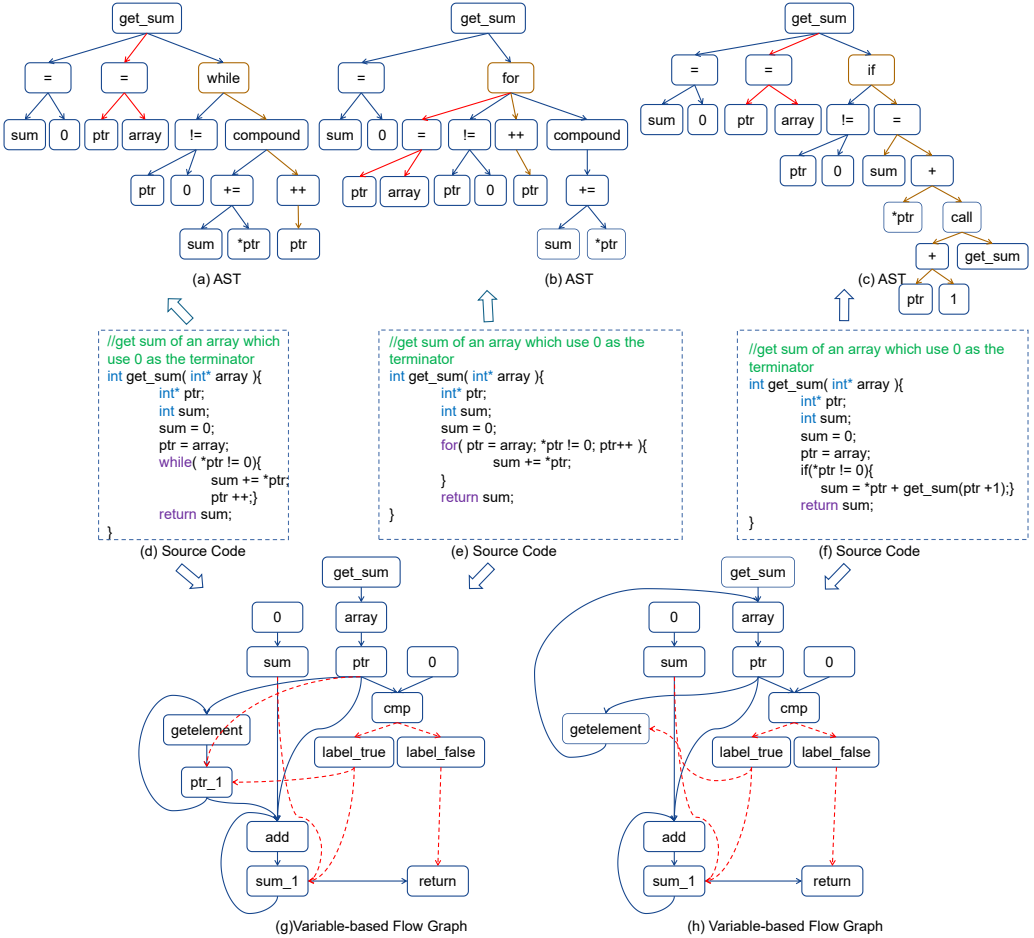 get_sum
=
=
while
sum
0
ptr
array
!=
compound
ptr
0
+=
++
sum
*ptr
ptr
(a) AST
get_sum
=
for
sum
0
=
!=
++
compound
ptr
array
ptr
0
ptr
+=
sum
*ptr
(b) AST
get_sum
=
=
if
sum
0
ptr
array
!=
=
ptr
0
sum
+
*ptr
call
+
get_sum
ptr
1
(c) AST
//get sum of an array which
use 0 as the terminator
int get_sum( int* array ){
int* ptr;
int sum;
sum = 0;
ptr = array;
while( *ptr != 0){
sum += *ptr;
ptr ++;}
return sum;
}
(d) Source Code
//get sum of an array which use 0 as the
terminator
int get_sum( int* array ){
int* ptr;
int sum;
sum = 0;
for( ptr = array; *ptr != 0; ptr++ ){
sum += *ptr;
}
return sum;
}
(e) Source Code
//get sum of an array which use 0 as the
terminator
int get_sum( int* array ){
int* ptr;
int sum;
sum = 0;
ptr = array;
if(*ptr != 0){
sum = *ptr + get_sum(ptr +1);}
return sum;
}
(f) Source Code
get_sum
0
array
sum
ptr
0
cmp
getelement
label_true
label_false
ptr_1
add
sum_1
return
(g)Variable-based Flow Graph
get_sum
0
array
sum
ptr
0
cmp
getelement
label_true
label_false
add
sum_1
return
(h) Variable-based Flow Graph